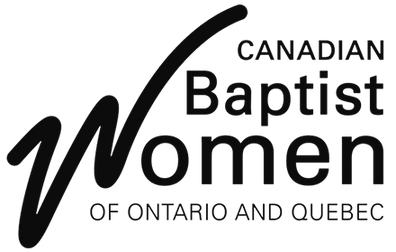 CANADIAN
Baptist
Women
OF ONTARIO AND QUEBEC